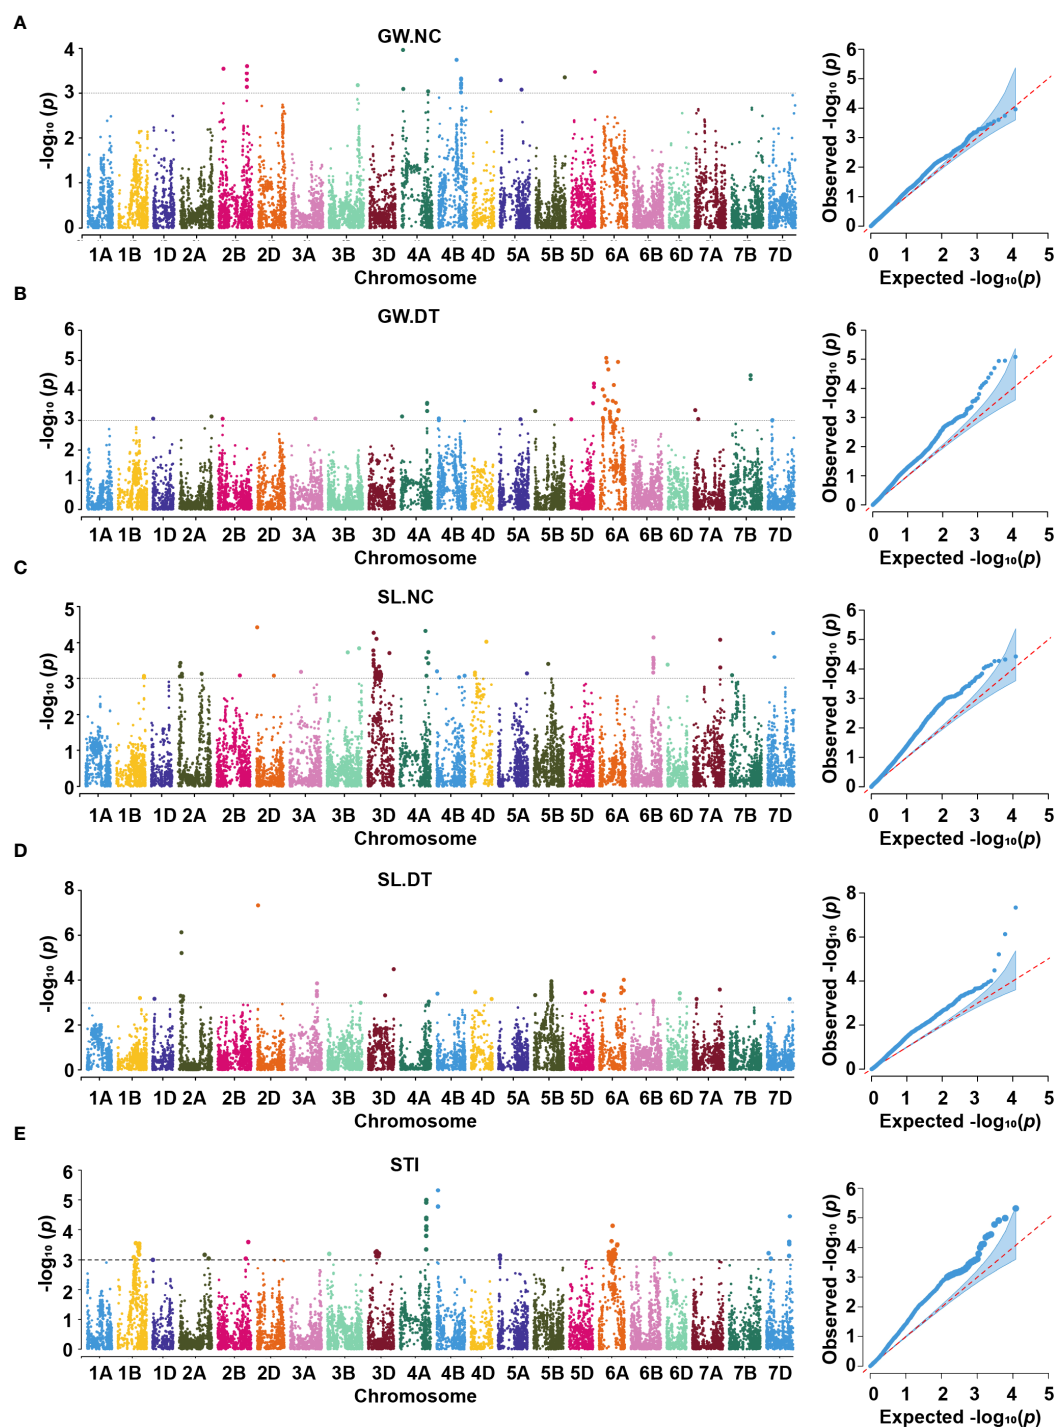 A
GW.NC
-log₁₀ (p)
4
3
2
1
0
1A 1B 1D 2A 2B 2D 3A 3B 3D 4A 4B 4D 5A 5B 5D 6A 6B 6D 7A 7B 7D
Chromosome
Observed -log₁₀ (p)
6
5
4
3
2
1
0
0 1 2 3 4 5
Expected -log₁₀(p)
B
GW.DT
-log₁₀ (p)
6
5
4
3
2
1
0
1A 1B 1D 2A 2B 2D 3A 3B 3D 4A 4B 4D 5A 5B 5D 6A 6B 6D 7A 7B 7D
Chromosome
Observed -log₁₀ (p)
6
5
4
3
2
1
0
0 1 2 3 4 5
Expected -log₁₀(p)
C
SL.NC
-log₁₀ (p)
5
4
3
2
1
0
1A 1B 1D 2A 2B 2D 3A 3B 3D 4A 4B 4D 5A 5B 5D 6A 6B 6D 7A 7B 7D
Chromosome
Observed -log₁₀ (p)
6
5
4
3
2
1
0
0 1 2 3 4 5
Expected -log₁₀(p)
D
SL.DT
-log₁₀ (p)
8
6
4
2
0
1A 1B 1D 2A 2B 2D 3A 3B 3D 4A 4B 4D 5A 5B 5D 6A 6B 6D 7A 7B 7D
Chromosome
Observed -log₁₀ (p)
8
6
4
2
0
0 1 2 3 4 5
Expected -log₁₀(p)
E
STI
-log₁₀ (p)
6
5
4
3
2
1
0
1A 1B 1D 2A 2B 2D 3A 3B 3D 4A 4B 4D 5A 5B 5D 6A 6B 6D 7A 7B 7D
Chromosome
Observed -log₁₀ (p)
6
5
4
3
2
1
0
0 1 2 3 4 5
Expected -log₁₀(p)